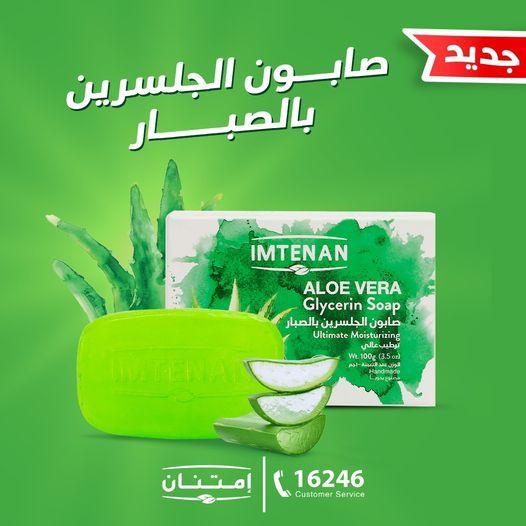 جديد
صابون الجلسرين
بالصبار
IMTENAN
ALOE VERA
Glycerin Soap
صابون الجلسرين بالصبار
Ultimate Moisturizing
ترطيب عالي
Wt. 100g. (3.5 oz)
Handmade
IMTENAN
إمتنان
16246
Customer Service